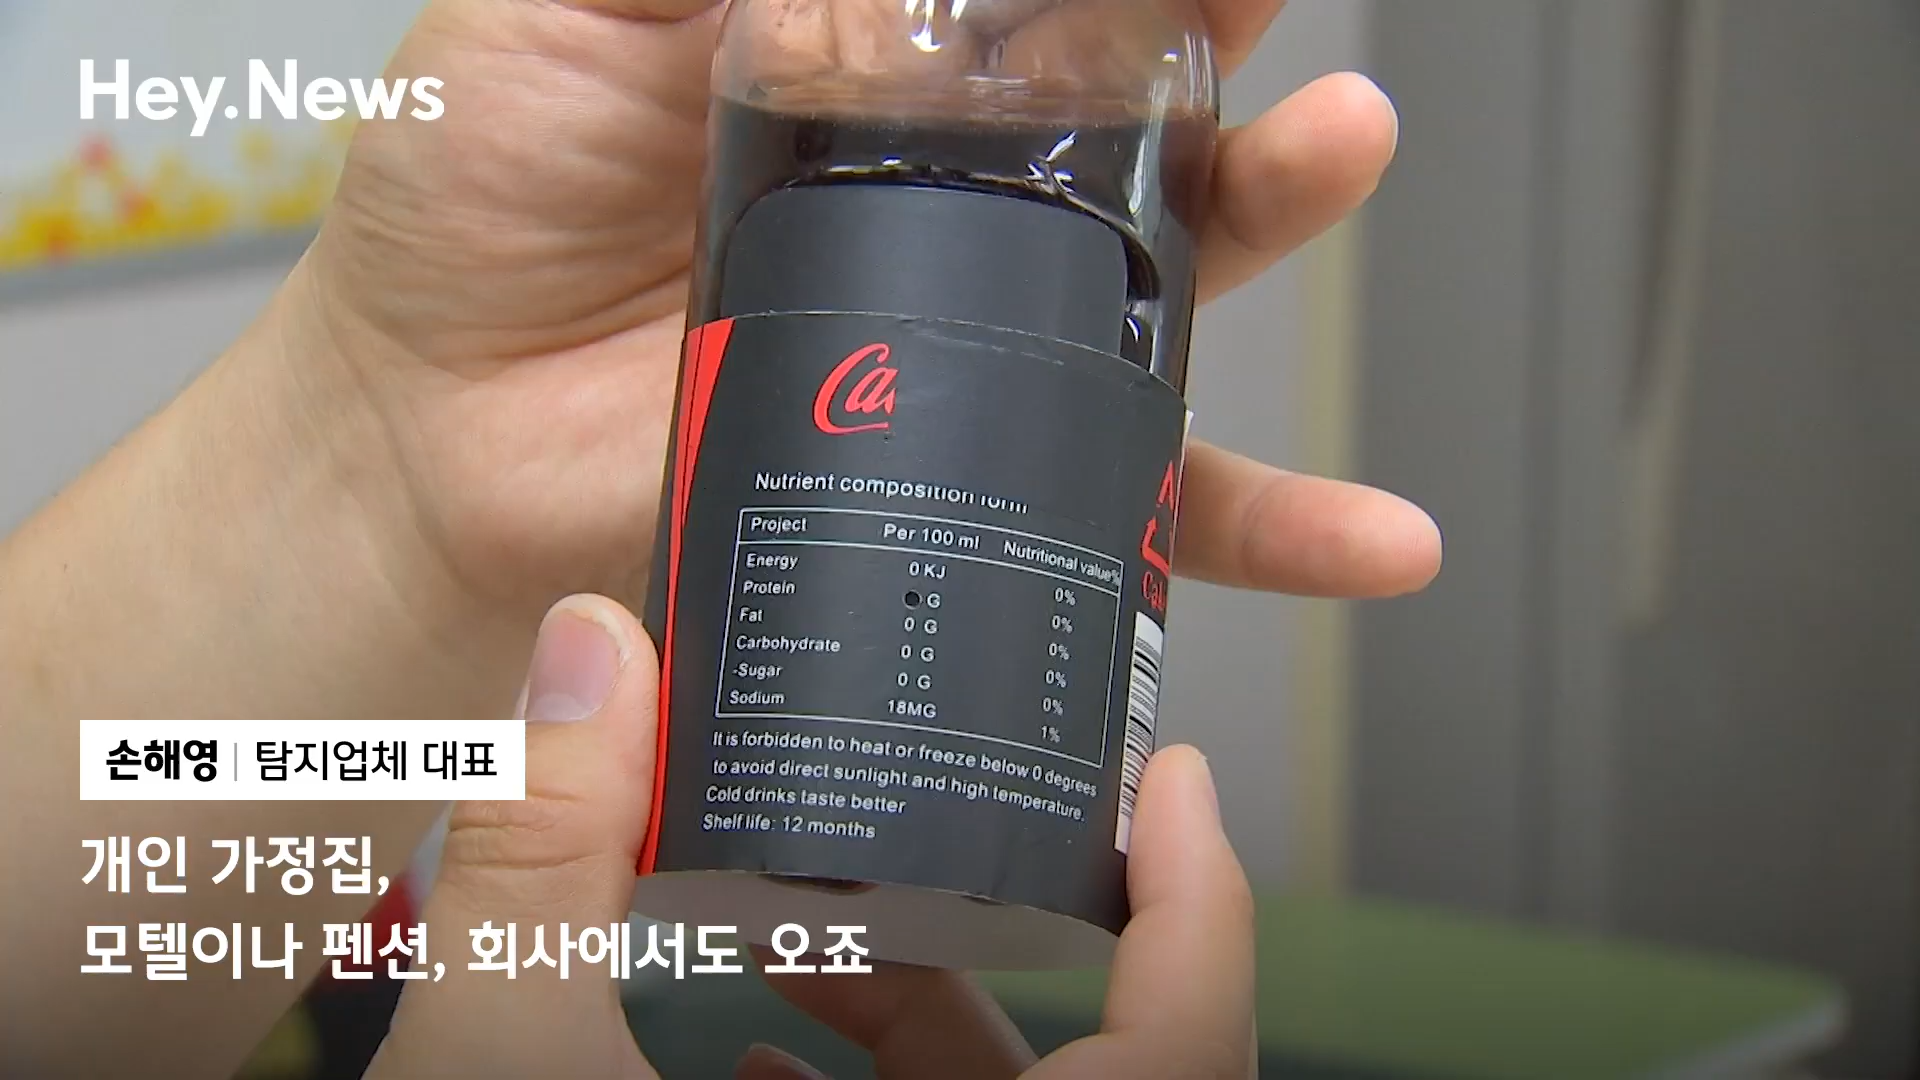 Hey.News
Nutrient composition form
Project Per 100 ml Nutritional value%
Energy 0 KJ 0%
Protein G 0%
Fat 0 G 0%
Carbohydrate 0 G 0%
-Sugar 0 G 0%
Sodium 18MG 1%
It is forbidden to heat or freeze below 0 degrees
to avoid direct sunlight and high temperature.
Cold drinks taste better
Shelf life: 12 months
손해영 | 탐지업체 대표
개인 가정집,
모텔이나 펜션, 회사에서도 오죠